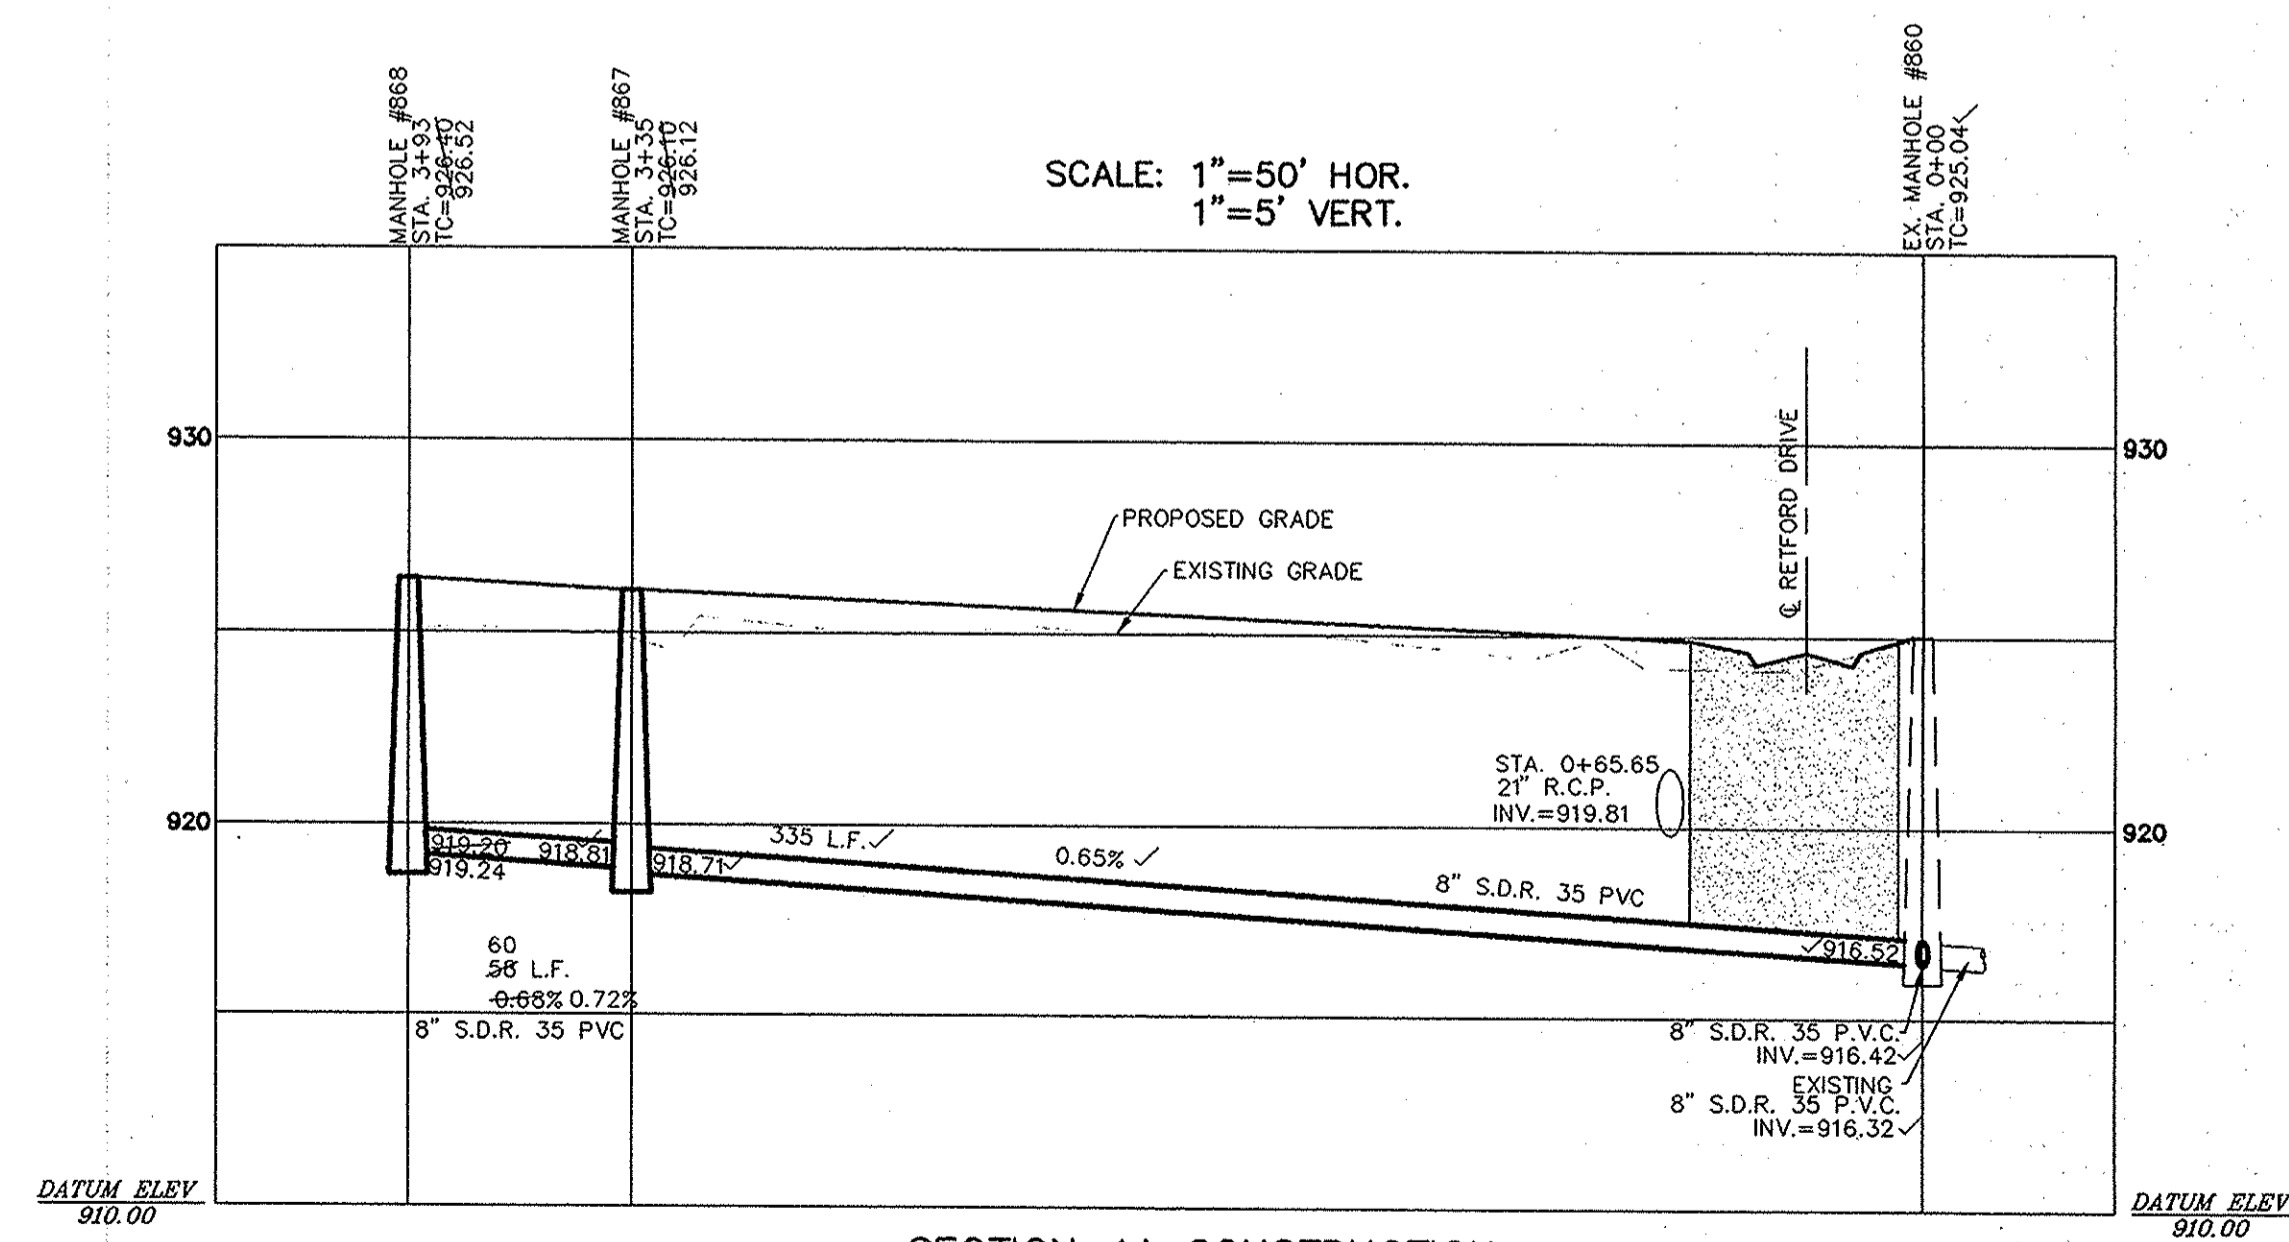 MANHOLE #868
STA. 3+93
TC=926.40
926.52
MANHOLE #867
STA. 3+35
TC=926.10
926.12
EX. MANHOLE #860
STA. 0+00
TC=925.04
SCALE: 1"=50' HOR.
1"=5' VERT.
930
930
PROPOSED GRADE
EXISTING GRADE
℄ RETFORD DRIVE
STA. 0+65.65
21" R.C.P.
INV.=919.81
920
920
919.20
919.24
918.81
918.71
335 L.F.
0.65%
8" S.D.R. 35 PVC
916.52
60
58 L.F.
0.68% 0.72%
8" S.D.R. 35 PVC
8" S.D.R. 35 P.V.C.
INV.=916.42
EXISTING
8" S.D.R. 35 P.V.C.
INV.=916.32
DATUM ELEV
910.00
DATUM ELEV
910.00